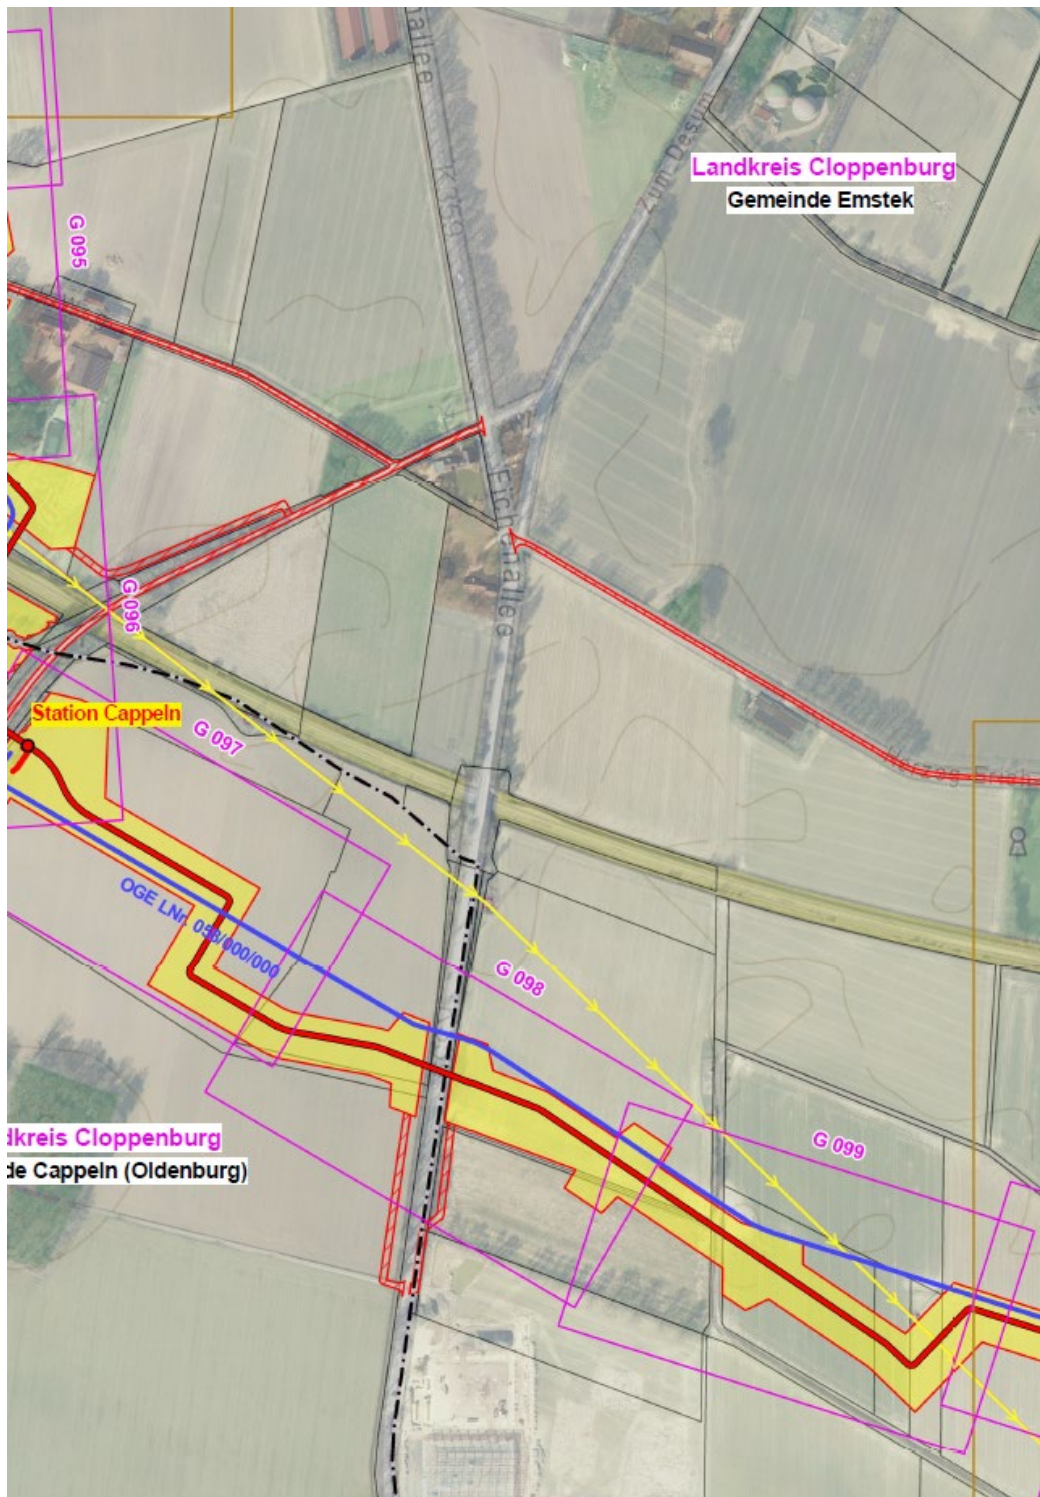 allee
K 359
Zum Desum
Landkreis Cloppenburg
Gemeinde Emstek
G 095
Eichenallee
G 096
Station Cappeln
G 097
OGE LNr. 058/000/000
G 098
dkreis Cloppenburg
de Cappeln (Oldenburg)
G 099